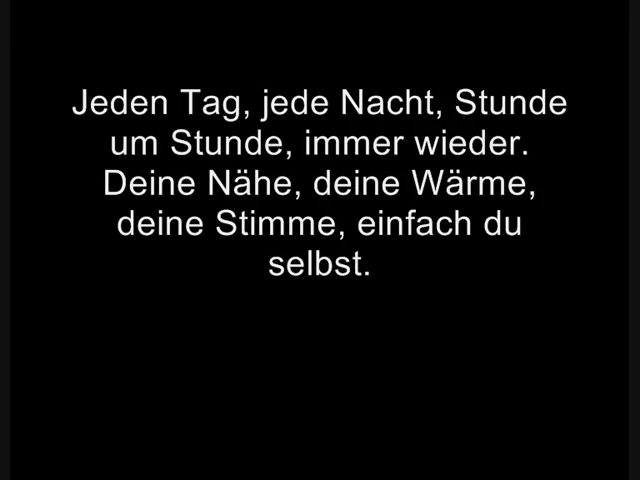 Jeden Tag, jede Nacht, Stunde
um Stunde, immer wieder.
Deine Nähe, deine Wärme,
deine Stimme, einfach du
selbst.